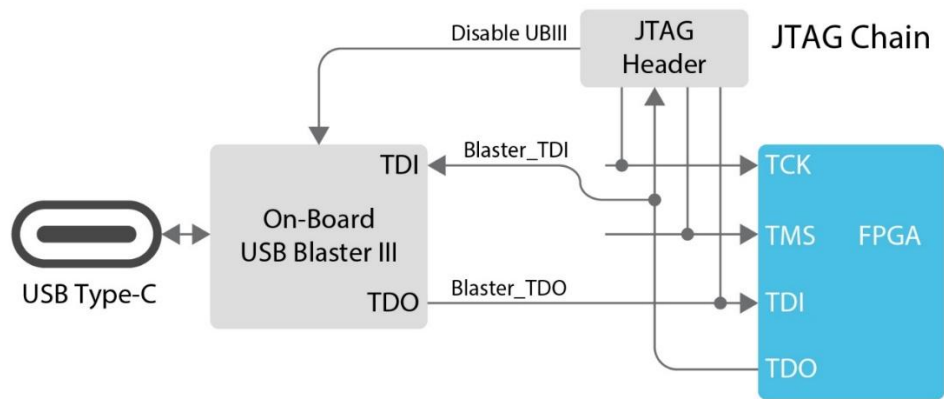 Disable UBIII
JTAG
Header
JTAG Chain
TDI
Blaster_TDI
TCK
On-Board
USB Blaster III
TMS
FPGA
USB Type-C
TDO
Blaster_TDO
TDI
TDO